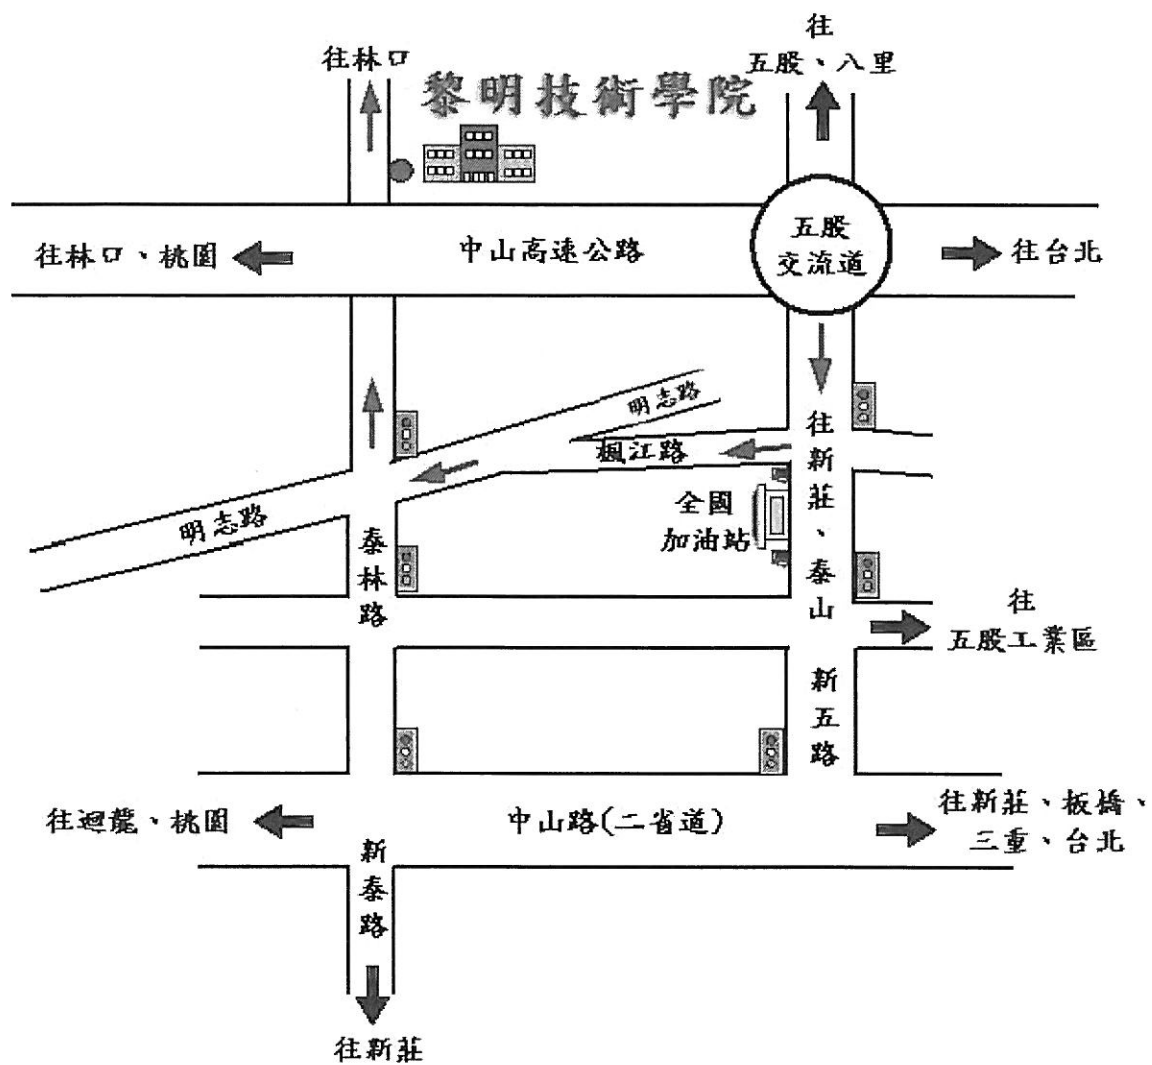 往
五股、八里
往林口
黎明技術學院
往林口、桃園
中山高速公路
五股
交流道
往台北
明志路
楓江路
往新莊、泰山
全國
加油站
明志路
泰林路
往
五股工業區
新五路
往迴龍、桃園
中山路(二省道)
往新莊、板橋、
三重、台北
新泰路
往新莊